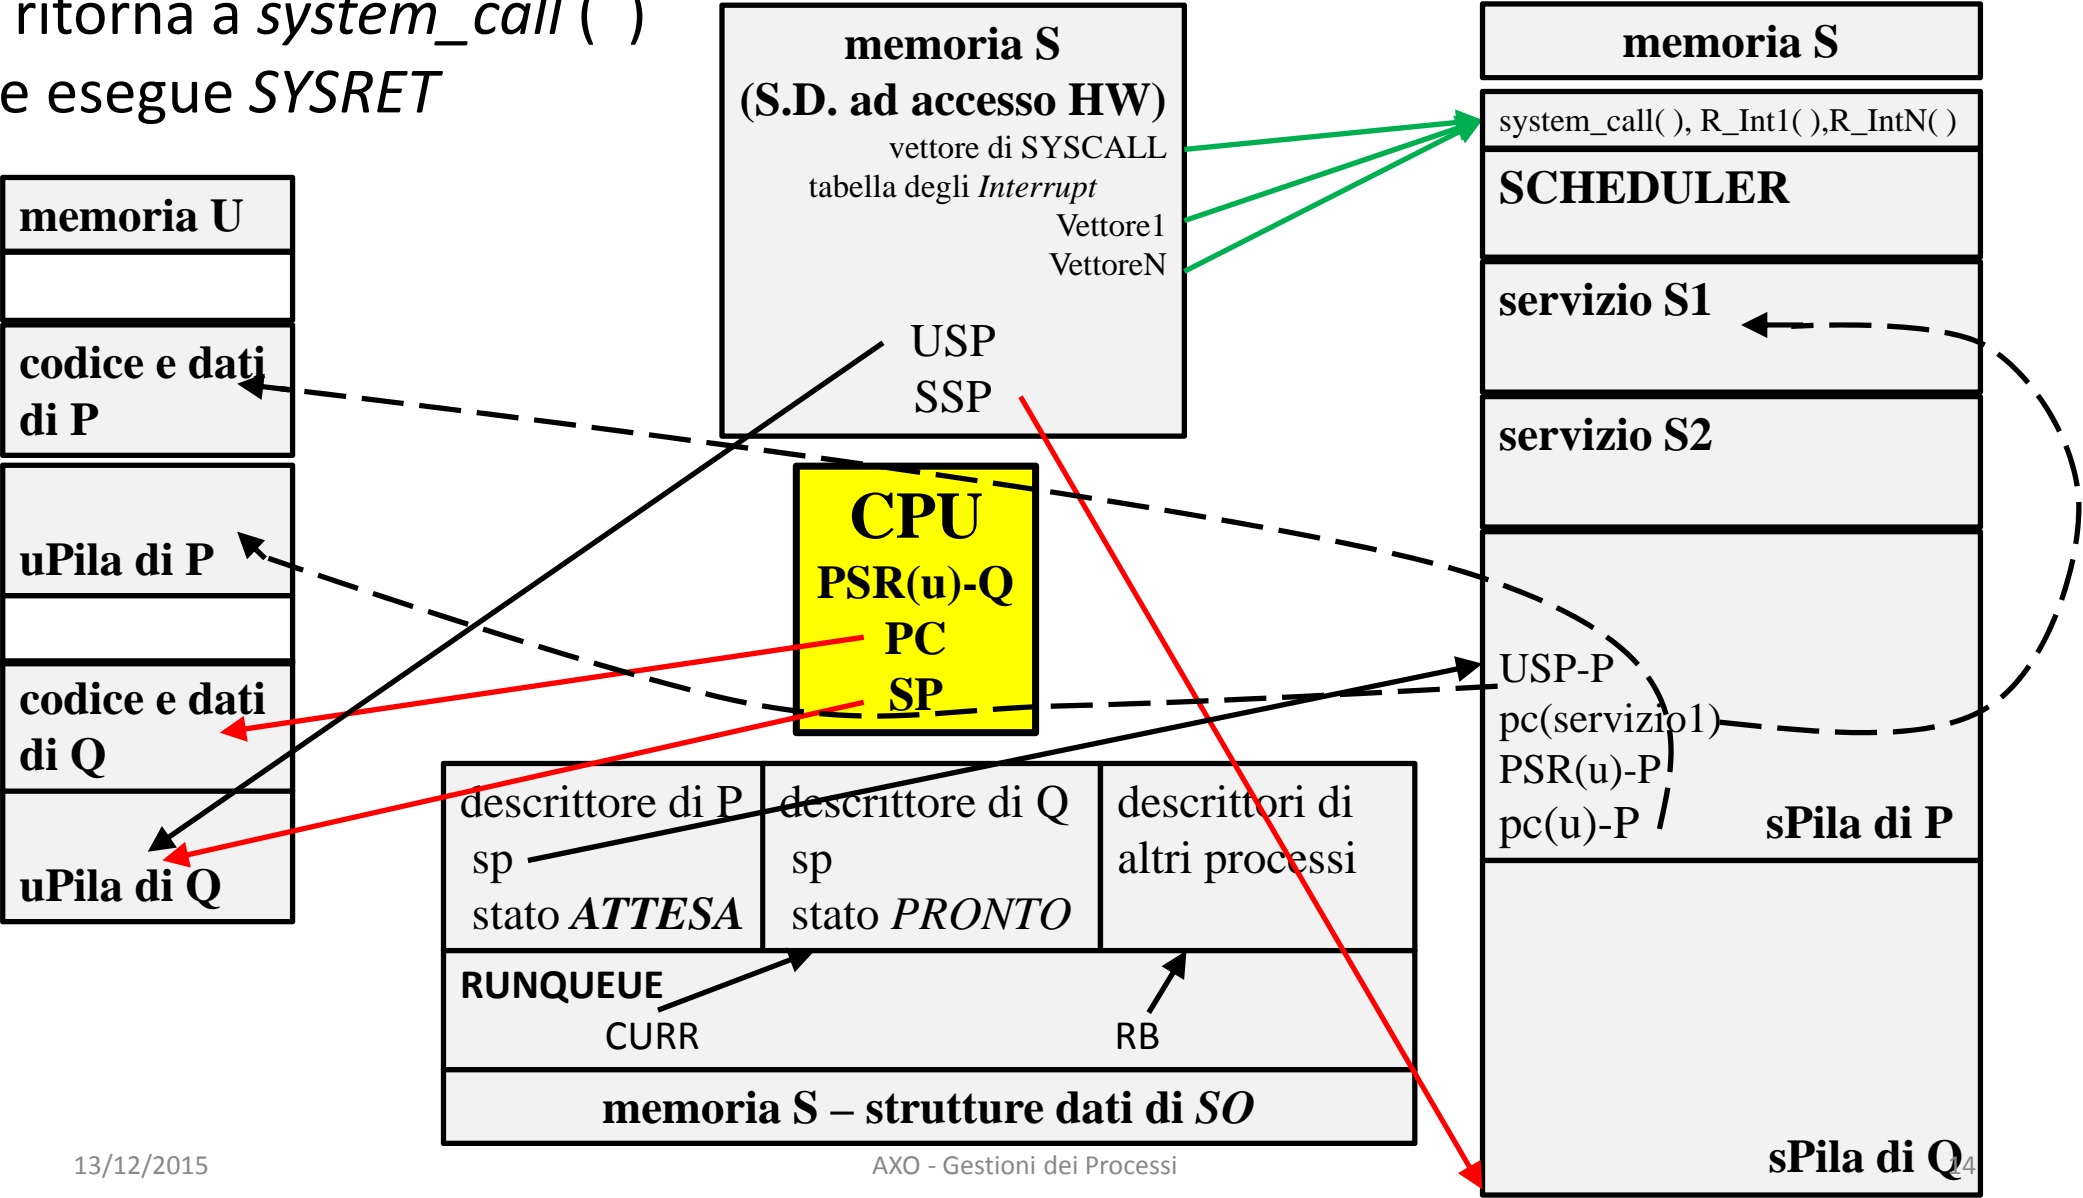 ritorna a system_call ( )
e esegue SYSRET
memoria U
codice e dati
di P
uPila di P
codice e dati
di Q
uPila di Q
memoria S
(S.D. ad accesso HW)
vettore di SYSCALL
tabella degli Interrupt
Vettore1
VettoreN
USP
SSP
CPU
PSR(u)-Q
PC
SP
descrittore di P
sp
stato ATTESA
descrittore di Q
sp
stato PRONTO
descrittori di
altri processi
RUNQUEUE
CURR
RB
memoria S – strutture dati di SO
memoria S
system_call( ), R_Int1( ),R_IntN( )
SCHEDULER
servizio S1
servizio S2
USP-P
pc(servizio1)
PSR(u)-P
pc(u)-P
sPila di P
sPila di Q
13/12/2015
AXO - Gestioni dei Processi
14